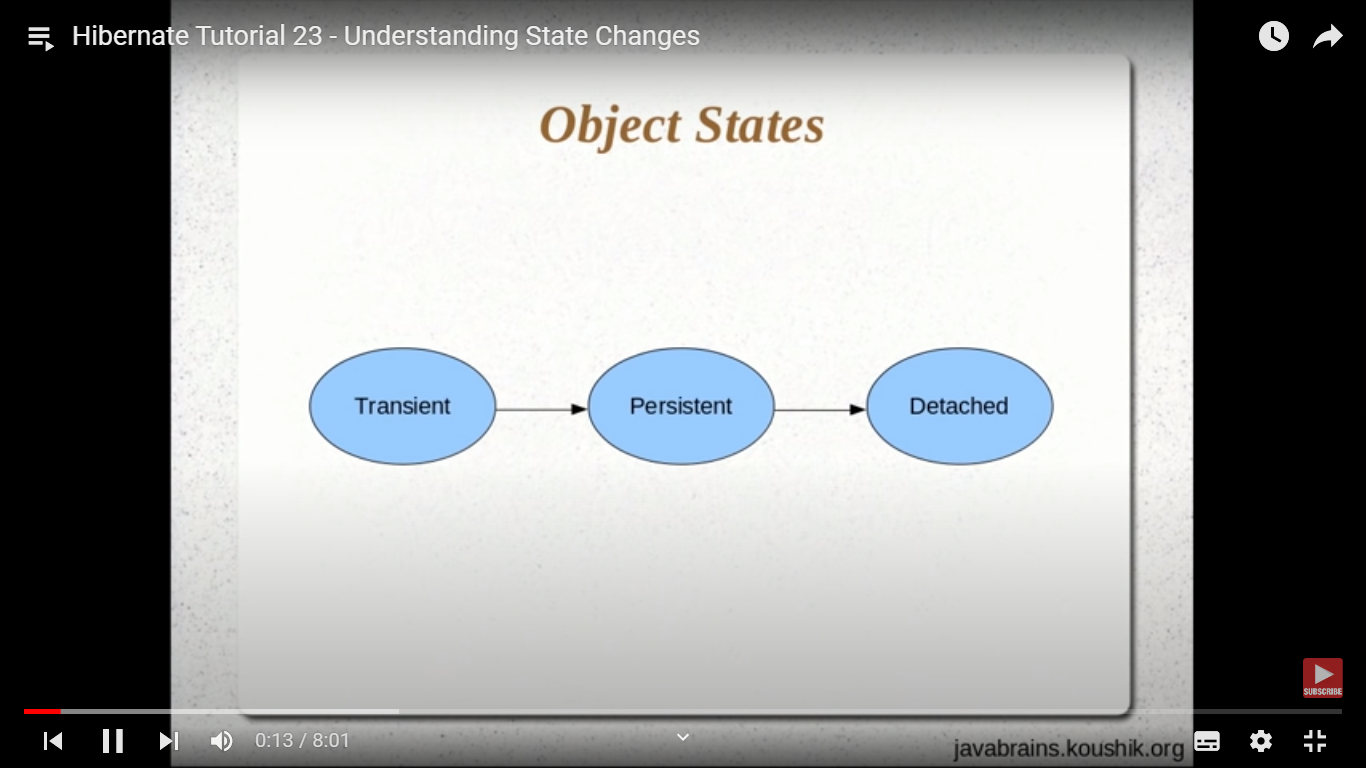 Hibernate Tutorial 23 - Understanding State Changes
Object States
Transient
Persistent
Detached
SUBSCRIBE
0:13 / 8:01
javabrains.koushik.org